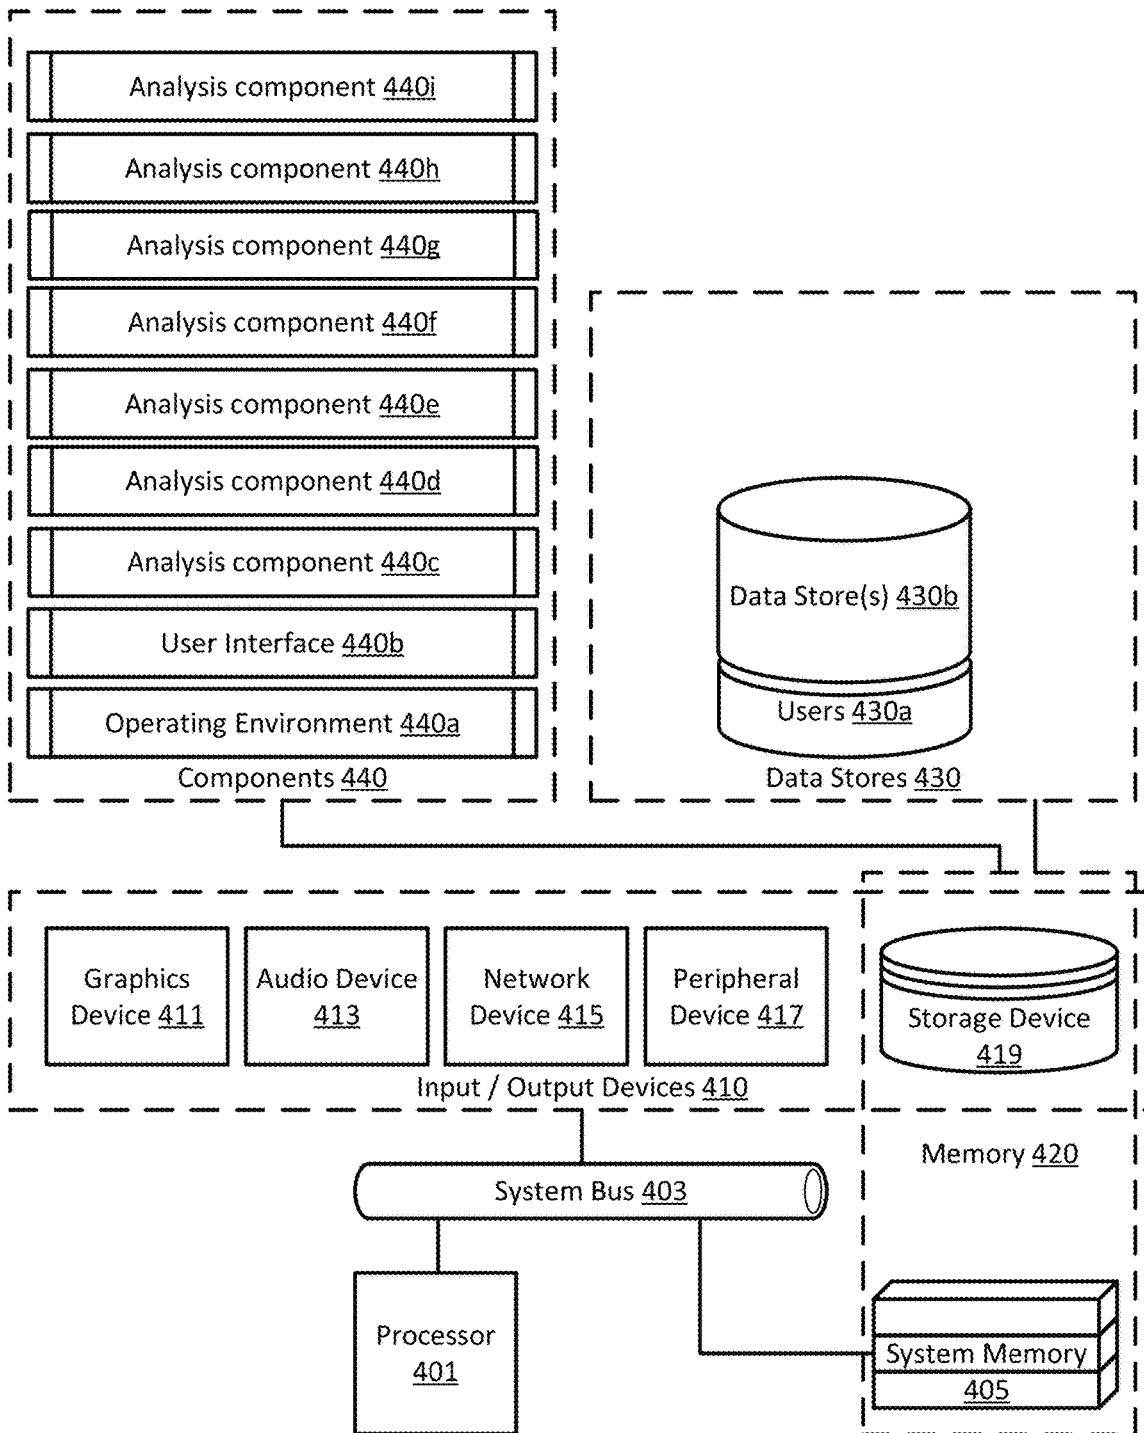 Analysis component 440i
Analysis component 440h
Analysis component 440g
Analysis component 440f
Analysis component 440e
Analysis component 440d
Analysis component 440c
User Interface 440b
Operating Environment 440a
Components 440
Data Store(s) 430b
Users 430a
Data Stores 430
Graphics
Device 411
Audio Device
413
Network
Device 415
Peripheral
Device 417
Storage Device
419
Input / Output Devices 410
Memory 420
System Bus 403
Processor
401
System Memory
405